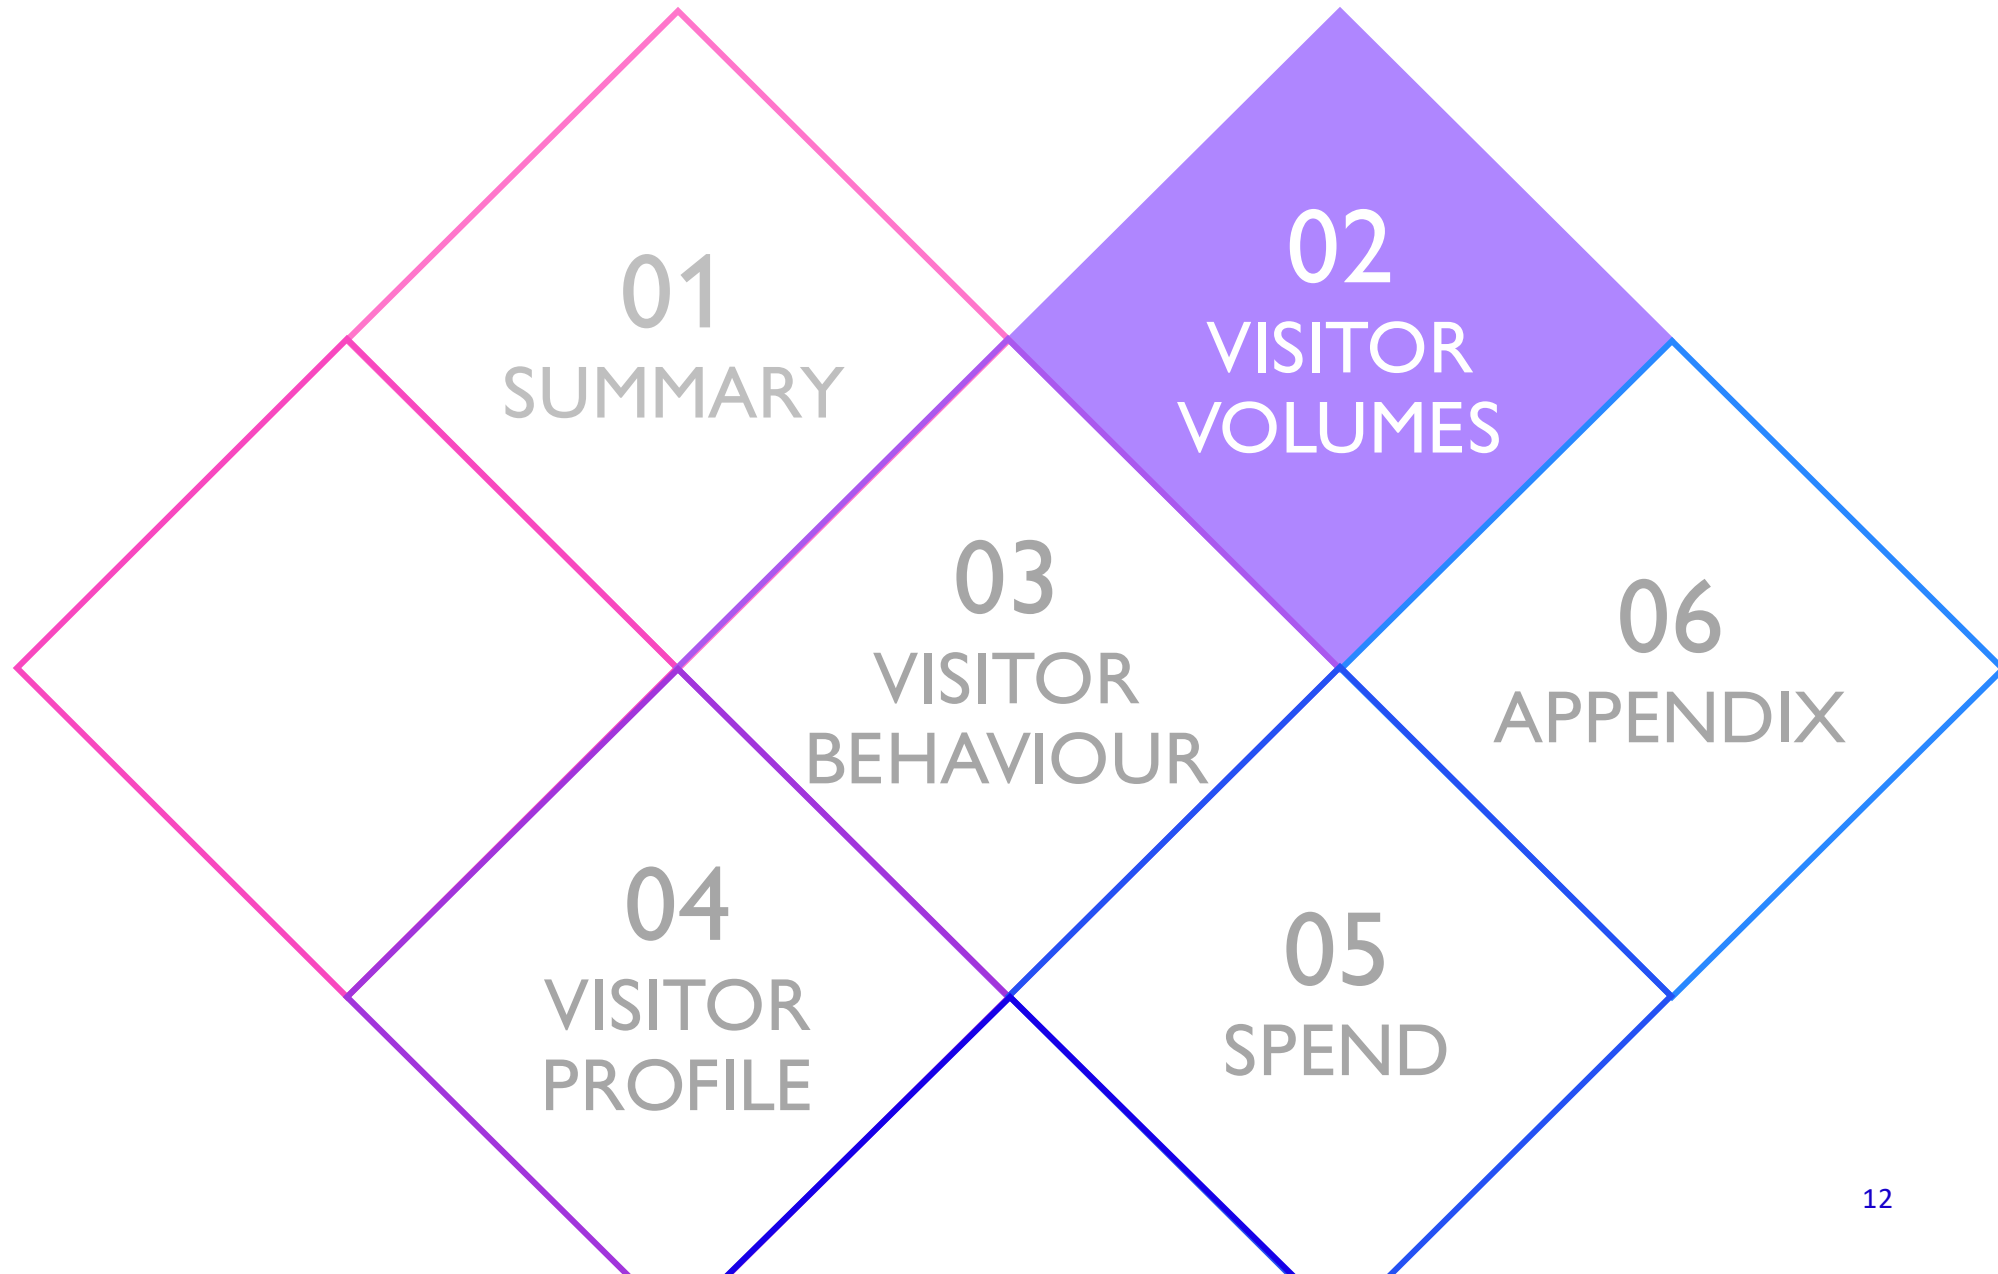 01
SUMMARY
02
VISITOR
VOLUMES
03
VISITOR
BEHAVIOUR
04
VISITOR
PROFILE
05
SPEND
06
APPENDIX
12